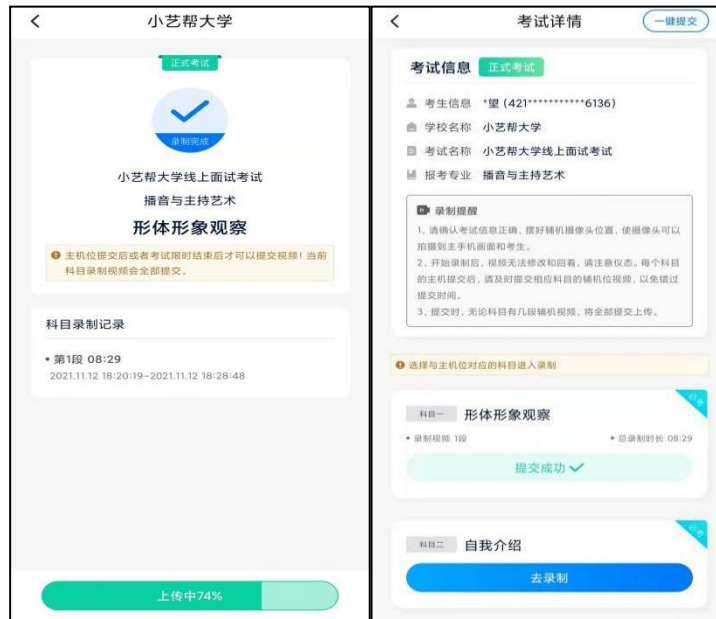 小艺帮大学
正式考试
录制完成
小艺帮大学线上面试考试
播音与主持艺术
形体形象观察
主机位提交后或者考试限时结束后才可以提交视频！当前
科目录制视频会全部提交。
科目录制记录
• 第1段 08:29
2021.11.12 18:20:19~2021.11.12 18:28:48
上传中74%
考试详情
一键提交
考试信息 正式考试
考生信息 *望 (421***********6136)
学校名称 小艺帮大学
考试名称 小艺帮大学线上面试考试
报考专业 播音与主持艺术
录制提醒
1、请确认考试信息正确，摆好辅机摄像头位置，使摄像头可以
拍摄到主手机画面和考生。
2、开始录制后，视频无法修改和回看，请注意仪态。每个科目
的主机提交后，请及时提交相应科目的辅机位视频，以免错过
提交时间。
3、提交时，无论科目有几段辅机视频，将全部提交上传。
选择与主机位对应的科目进入录制
必考
科目一 形体形象观察
• 录制视频 1段 • 总录制时长 08:29
提交成功
必考
科目二 自我介绍
去录制